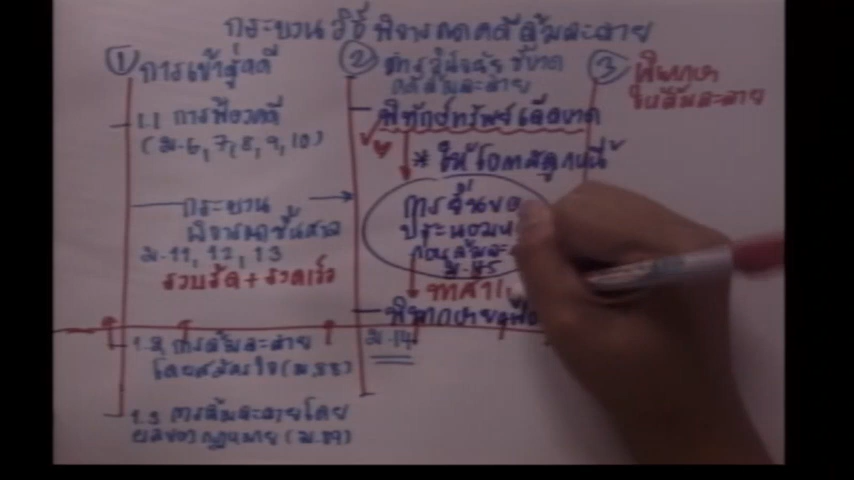 กระบวนวิธีพิจารณาคดีล้มละลาย
① การเข้าสู่คดี
1.1 การฟ้องคดี
(ม.6, 7, 8, 9, 10)
กระบวน
พิจารณาชั้นศาล
ม.11, 12, 13
รวบรัด + รวดเร็ว
1.2 การล้มละลาย
โดยสมัครใจ (ม.88)
1.3 การล้มละลายโดย
ผลของกฎหมาย (ม.89)
② การวินิจฉัยชี้ขาด
คดีล้มละลาย
พิทักษ์ทรัพย์เด็ดขาด
* ให้โอกาสลูกหนี้
การ
ประนอมห
ก่อนล้มละ
ม.45
พิพากษายกฟ้อ
ม.14
③ พิพากษา
ให้ล้มละลาย